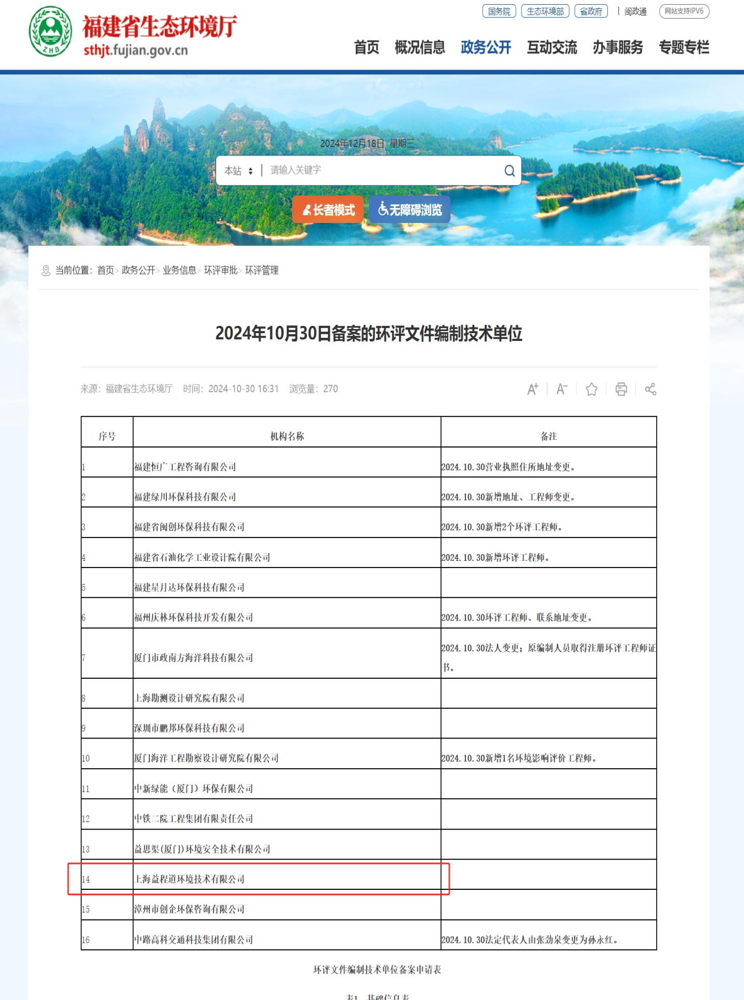 国务院 生态环境部 省政府 | 闽政通 网站支持IPV6
ZHB
福建省生态环境厅
sthjt.fujian.gov.cn
首页 概况信息 政务公开 互动交流 办事服务 专题专栏
2024年12月18日 星期三
本站 请输入关键字
长者模式 无障碍浏览
当前位置：首页> 政务公开> 业务信息> 环评审批> 环评管理
2024年10月30日备案的环评文件编制技术单位
来源：福建省生态环境厅 时间：2024-10-30 16:31 浏览量：270
A+ A-
序号 机构名称 备注
1 福建恒广工程咨询有限公司 2024.10.30营业执照住所地址变更。
2 福建绿川环保科技有限公司 2024.10.30新增地址、工程师变更。
3 福建省闽创环保科技有限公司 2024.10.30新增2个环评工程师。
4 福建省石油化学工业设计院有限公司 2024.10.30新增环评工程师。
5 福建星月达环保科技有限公司
6 福州庆林环保科技开发有限公司 2024.10.30环评工程师、联系地址变更。
7 厦门市政南方海洋科技有限公司 2024.10.30法人变更；原编制人员取得注册环评工程师证
书。
8 上海勘测设计研究院有限公司
9 深圳市鹏邦环保科技有限公司
10 厦门海洋工程勘察设计研究院有限公司 2024.10.30新增1名环境影响评价工程师。
11 中新绿能（厦门）环保有限公司
12 中铁二院工程集团有限责任公司
13 益思渠(厦门)环境安全技术有限公司
14 上海益程道环境技术有限公司
15 漳州市创企环保咨询有限公司
16 中路高科交通科技集团有限公司 2024.10.30法定代表人由张劲泉变更为孙永红。
环评文件编制技术单位备案申请表
表1 基础信息表